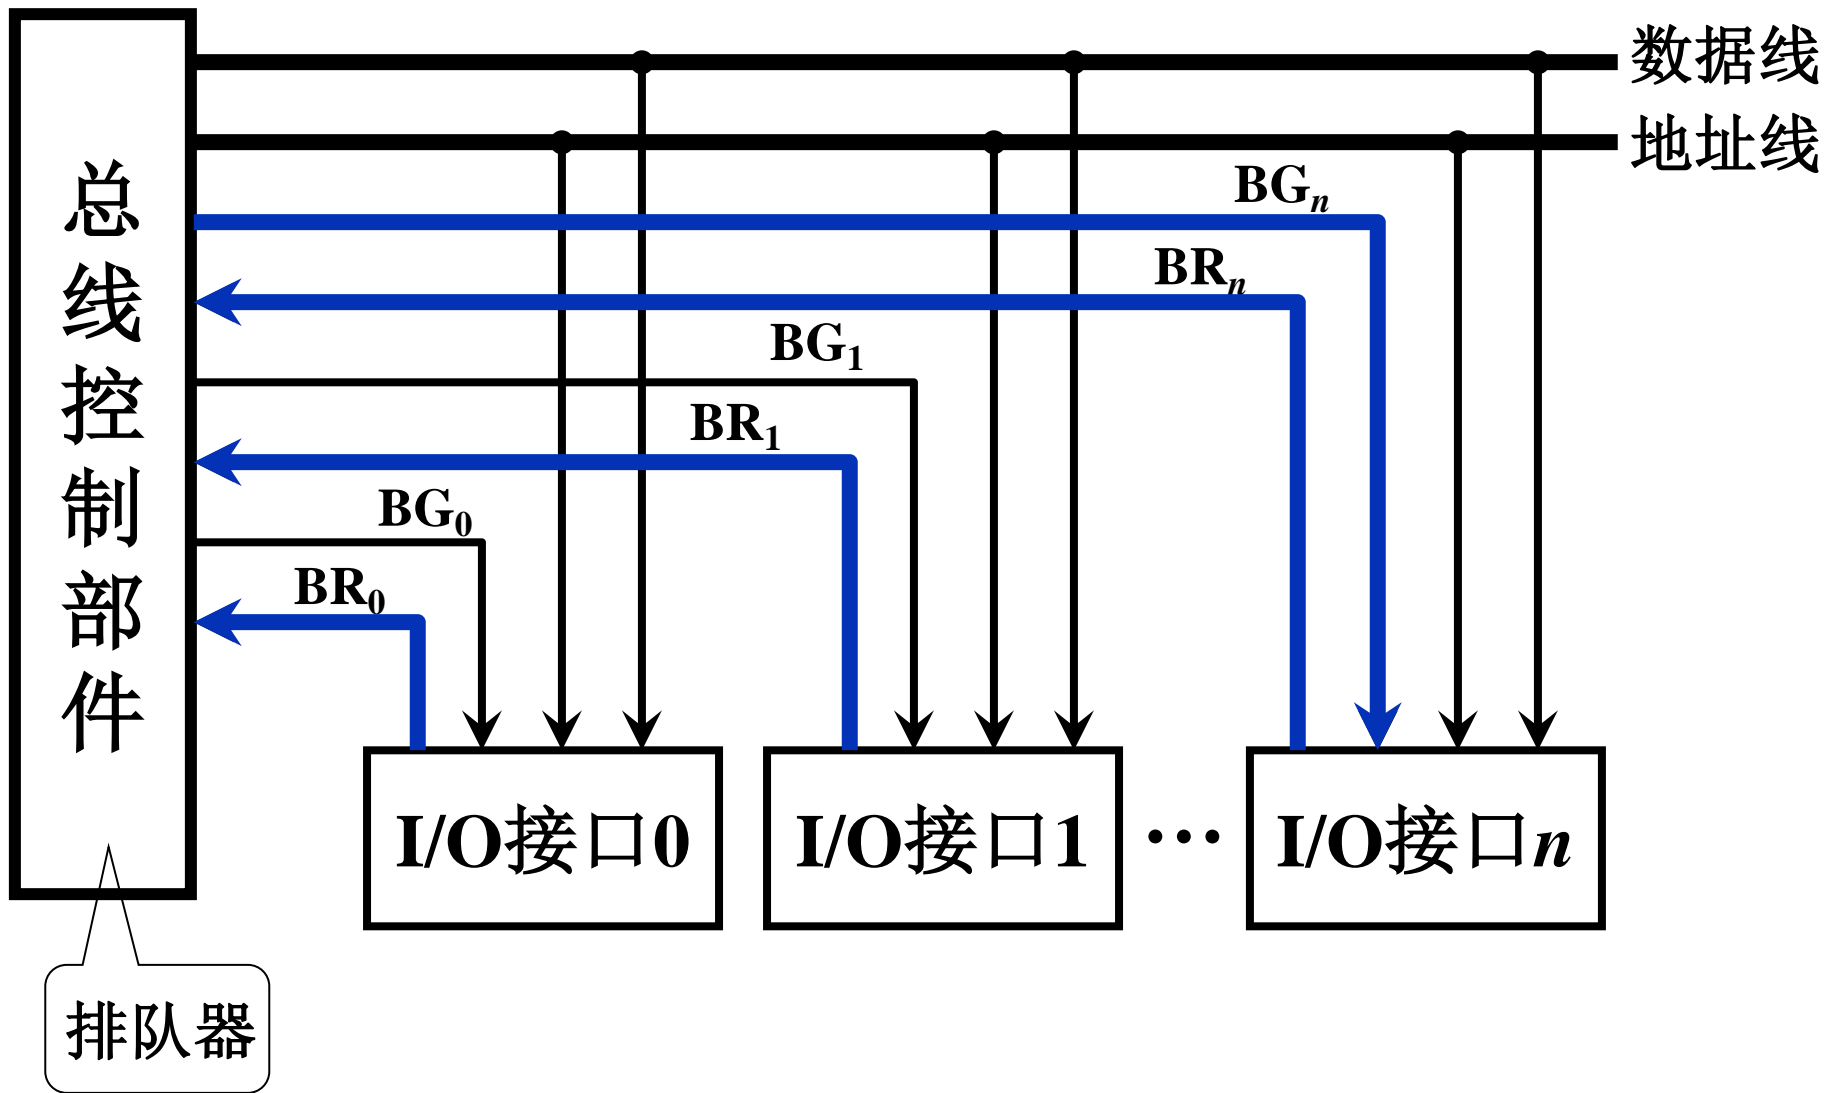 数据线
地址线
总线控制部件
BGn
BRn
BG1
BR1
BG0
BR0
I/O接口0
I/O接口1
…
I/O接口n
排队器